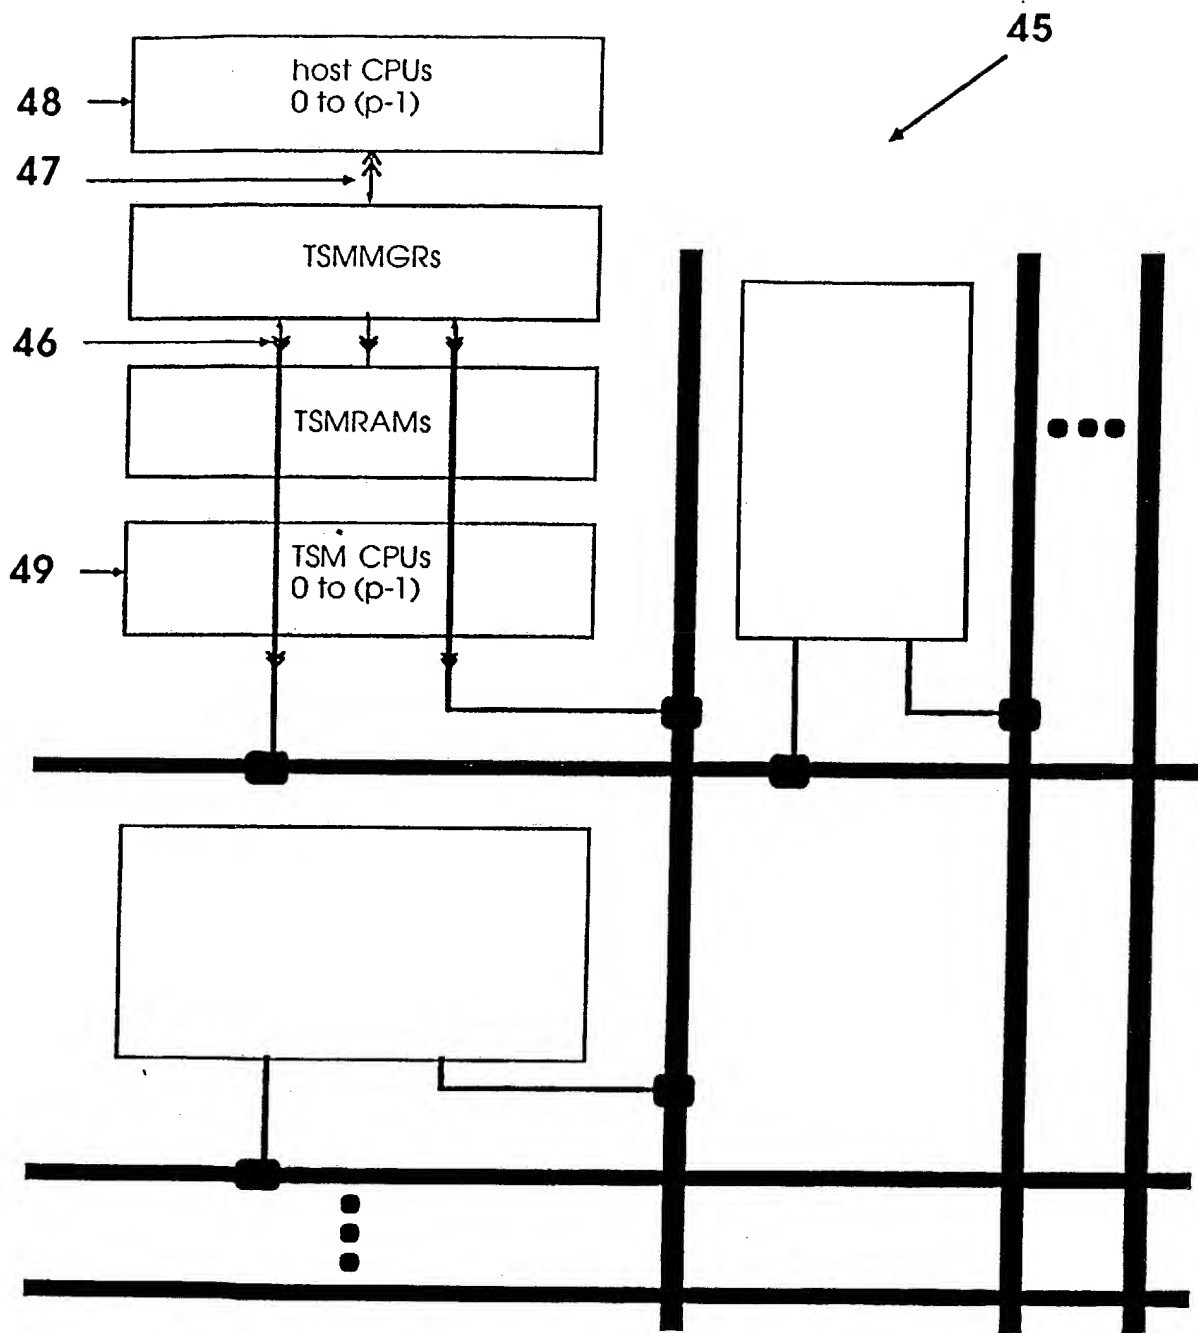 45
host CPUs
0 to (p-1)
48
47
TSMMGRs
46
TSMRAMs
TSM CPUs
0 to (p-1)
49